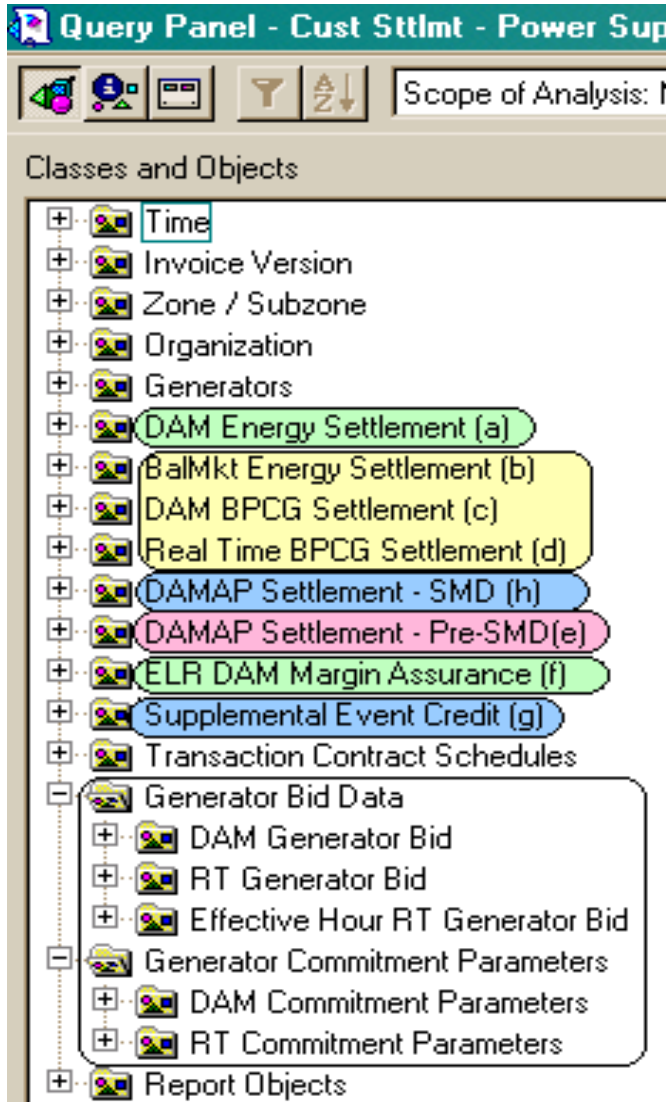 Query Panel - Cust Sttlmt - Power Sup
Scope of Analysis:
Classes and Objects
Time
Invoice Version
Zone / Subzone
Organization
Generators
DAM Energy Settlement (a)
BalMkt Energy Settlement (b)
DAM BPCG Settlement (c)
Real Time BPCG Settlement (d)
DAMAP Settlement - SMD (h)
DAMAP Settlement - Pre-SMD(e)
ELR DAM Margin Assurance (f)
Supplemental Event Credit (g)
Transaction Contract Schedules
Generator Bid Data
DAM Generator Bid
RT Generator Bid
Effective Hour RT Generator Bid
Generator Commitment Parameters
DAM Commitment Parameters
RT Commitment Parameters
Report Objects